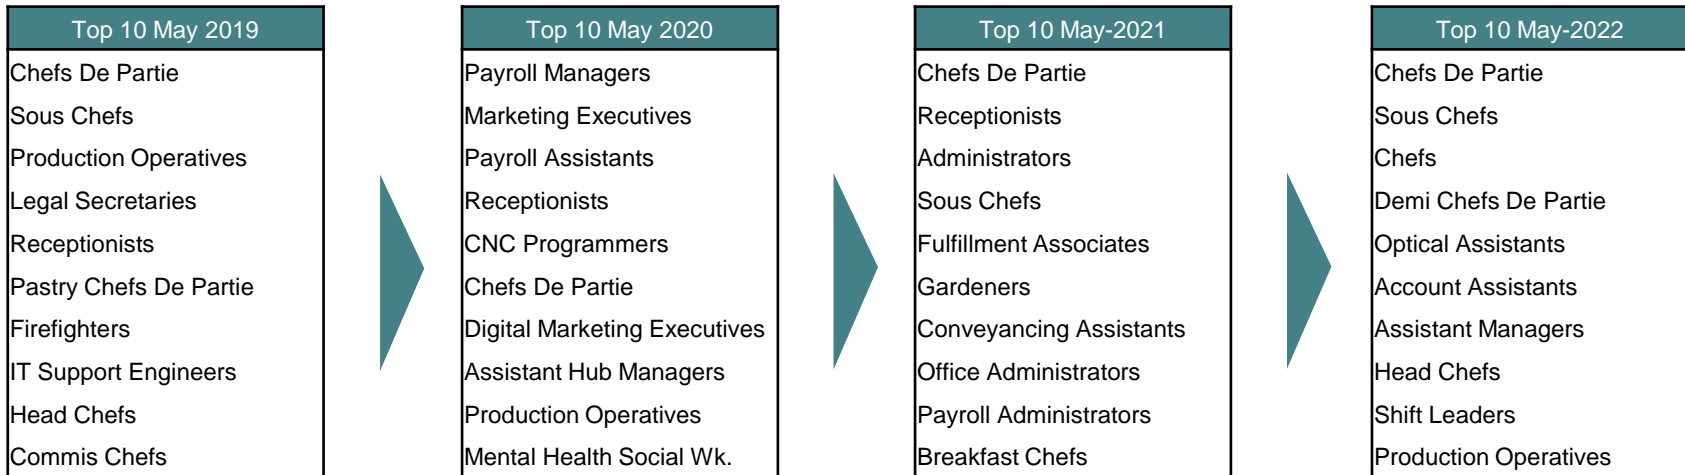 Top 10 May 2019
Chefs De Partie
Sous Chefs
Production Operatives
Legal Secretaries
Receptionists
Pastry Chefs De Partie
Firefighters
IT Support Engineers
Head Chefs
Commis Chefs
Top 10 May 2020
Payroll Managers
Marketing Executives
Payroll Assistants
Receptionists
CNC Programmers
Chefs De Partie
Digital Marketing Executives
Assistant Hub Managers
Production Operatives
Mental Health Social Wk.
Top 10 May-2021
Chefs De Partie
Receptionists
Administrators
Sous Chefs
Fulfillment Associates
Gardeners
Conveyancing Assistants
Office Administrators
Payroll Administrators
Breakfast Chefs
Top 10 May-2022
Chefs De Partie
Sous Chefs
Chefs
Demi Chefs De Partie
Optical Assistants
Account Assistants
Assistant Managers
Head Chefs
Shift Leaders
Production Operatives